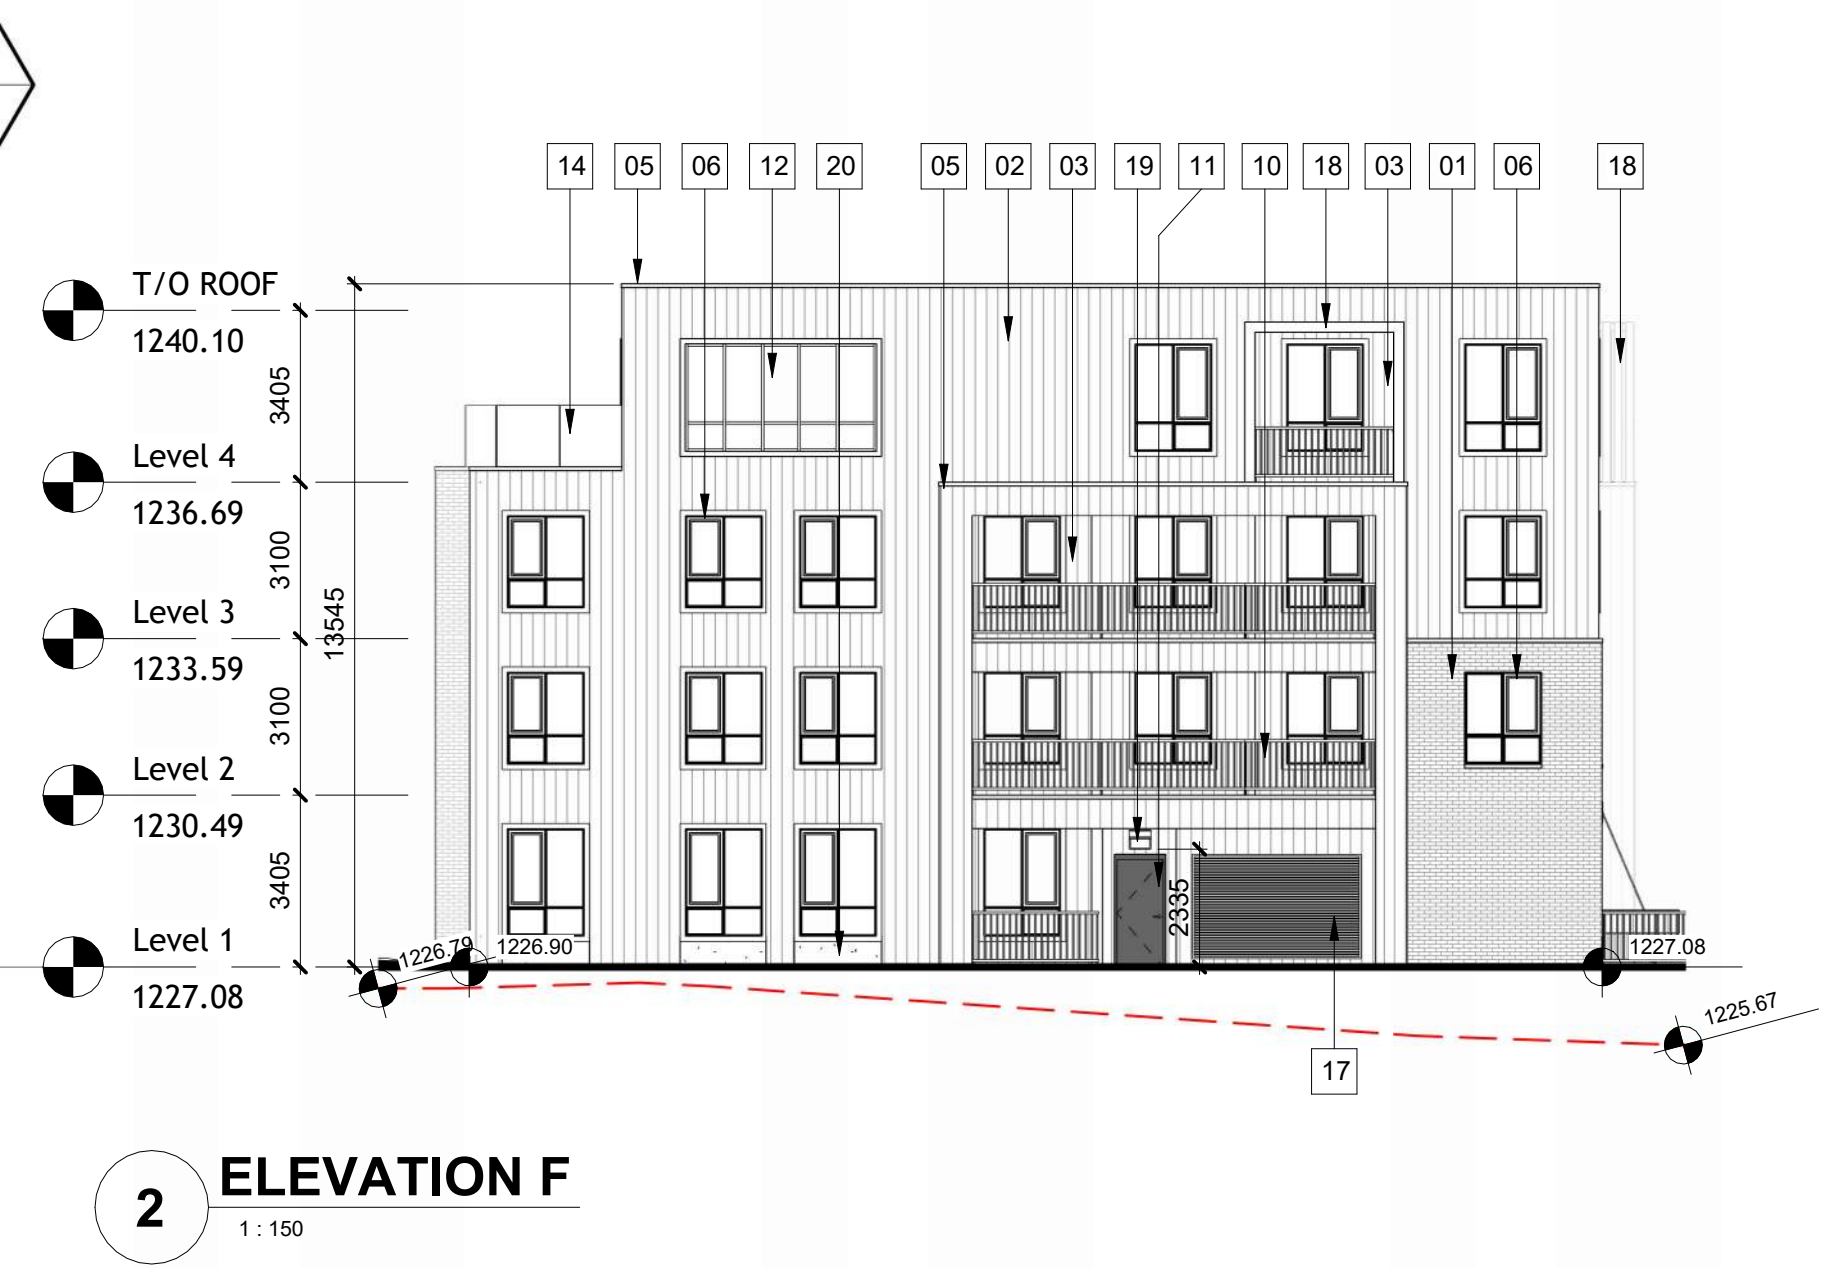 14 05 06 12 20 05 02 03 19 11 10 18 03 01 06 18
T/O ROOF
1240.10
3405
Level 4
1236.69
3100
13545
Level 3
1233.59
3100
Level 2
1230.49
3405
2335
Level 1
1227.08
1226.79
1226.90
1227.08
1225.67
17
2
ELEVATION F
1 : 150